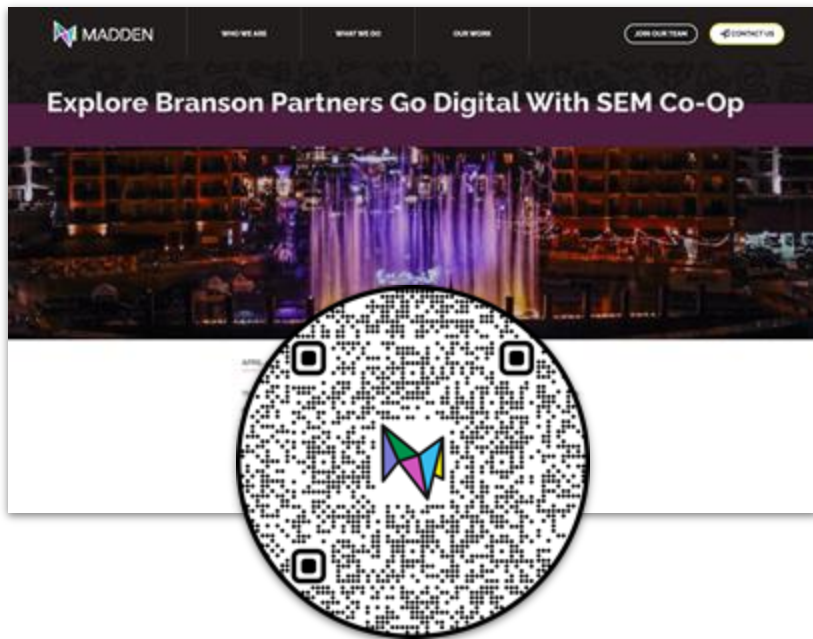 MADDEN
WHO WE ARE
WHAT WE DO
OUR WORK
JOIN OUR TEAM
CONTACT US
Explore Branson Partners Go Digital With SEM Co-Op